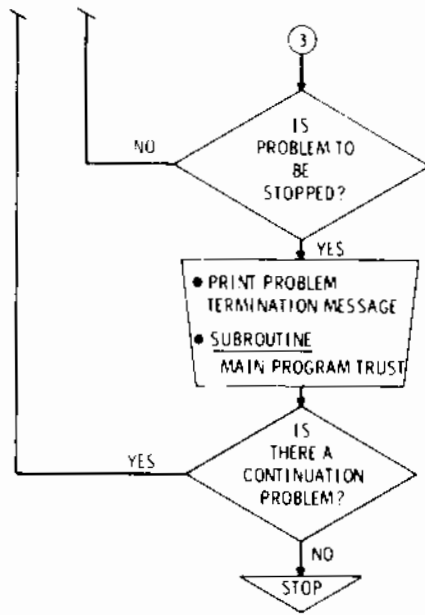 3
IS
PROBLEM TO
BE
STOPPED?
NO
YES
● PRINT PROBLEM
TERMINATION MESSAGE
● SUBROUTINE
MAIN PROGRAM TRUST
IS
THERE A
CONTINUATION
PROBLEM?
YES
NO
STOP